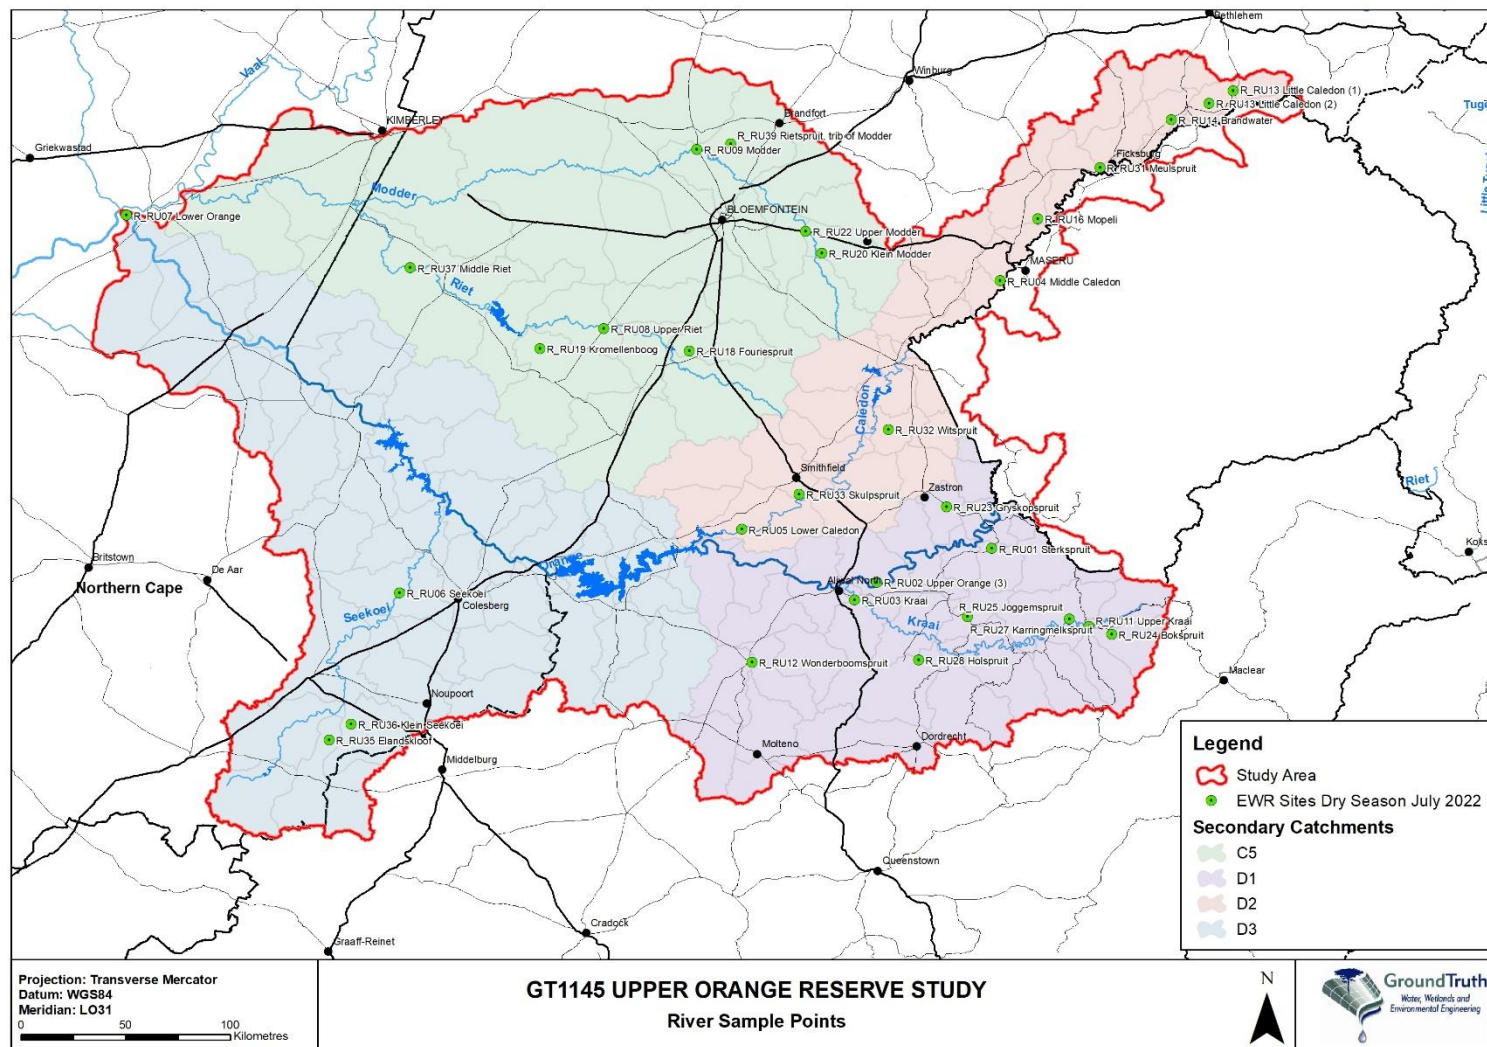 Bethlehem
Winburg
Vaal
R_RU13 Little Caledon (1)
R_RU13 Little Caledon (2)
R_RU14 Brandwater
Brandfort
KIMBERLEY
R_RU39 Rietspruit, trib of Modder
R_RU09 Modder
Griekwastad
Ficksburg
R_RU31 Meulspruit
Modder
R_RU07 Lower Orange
BLOEMFONTEIN
R_RU16 Mopeli
R_RU22 Upper Modder
R_RU20 Klein Modder
MASERU
R_RU37 Middle Riet
R_RU04 Middle Caledon
Riet
R_RU08 Upper Riet
R_RU19 Kromellenboog
R_RU18 Fouriespruit
Caledon
R_RU32 Witspruit
Smithfield
R_RU33 Skulpspruit
Zastron
R_RU23 Gryskopspruit
Riet
R_RU05 Lower Caledon
R_RU01 Sterkspruit
Britstown
De Aar
Northern Cape
Orange
Aliwal North
R_RU02 Upper Orange (3)
R_RU03 Kraai
R_RU06 Seekoei
Colesberg
Seekoei
Kraai
R_RU25 Joggemspruit
R_RU27 Karringmelkspruit
R_RU11 Upper Kraai
R_RU24 Bokspruit
R_RU12 Wonderboomspruit
R_RU28 Holspruit
Maclear
Noupoort
R_RU36 Klein Seekoei
R_RU35 Elandskloof
Molteno
Dordrecht
Middelburg
Queenstown
Cradock
Graaff-Reinet
Legend
Study Area
EWR Sites Dry Season July 2022
Secondary Catchments
C5
D1
D2
D3
Projection: Transverse Mercator
Datum: WGS84
Meridian: LO31
0 50 100
Kilometres
GT1145 UPPER ORANGE RESERVE STUDY
River Sample Points
N
GroundTruth
Water, Wetlands and
Environmental Engineering